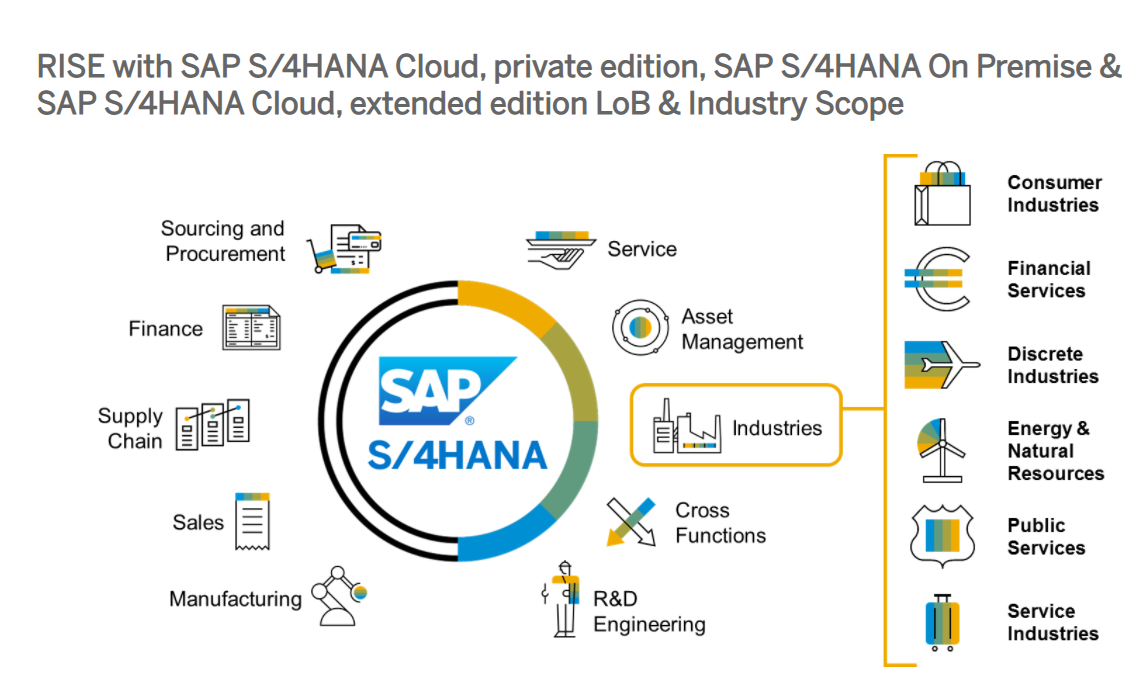 RISE with SAP S/4HANA Cloud, private edition, SAP S/4HANA On Premise &
SAP S/4HANA Cloud, extended edition LoB & Industry Scope
Sourcing and
Procurement
Finance
Supply
Chain
Sales
Manufacturing
SAP®
S/4HANA
Service
Asset
Management
Industries
Cross
Functions
R&D
Engineering
Consumer
Industries
Financial
Services
Discrete
Industries
Energy &
Natural
Resources
Public
Services
Service
Industries